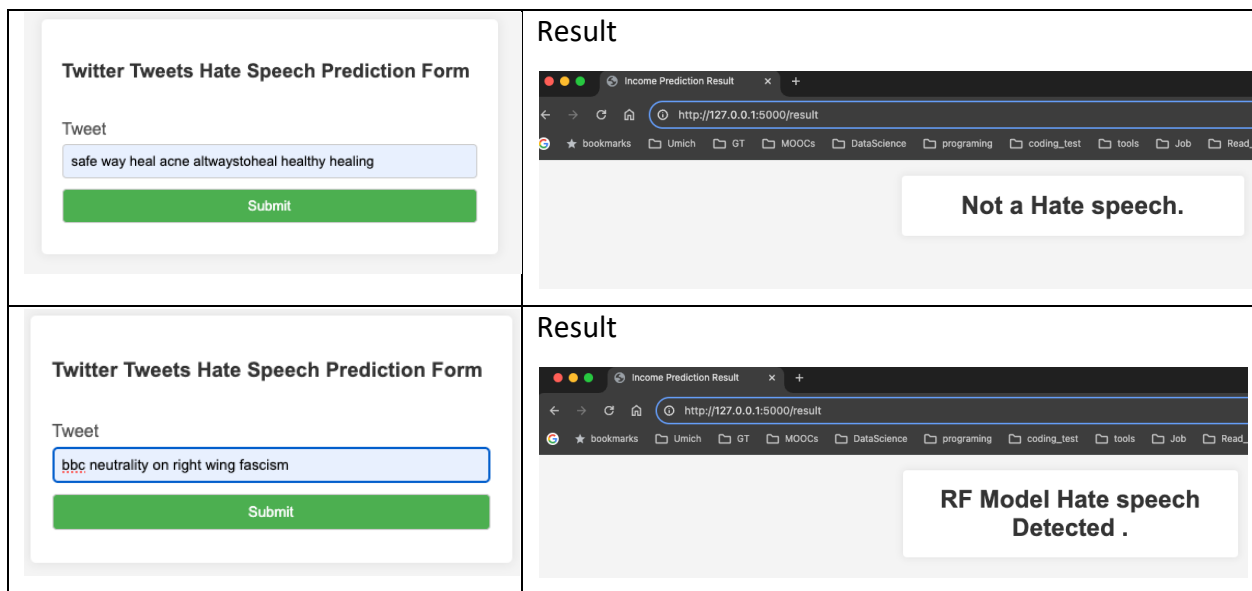 Twitter Tweets Hate Speech Prediction Form
Tweet
safe way heal acne altwaystoheal healthy healing
Submit
Result
Income Prediction Result × +
http://127.0.0.1:5000/result
bookmarks Umich GT MOOCs DataScience programing coding_test tools Job Read_
Not a Hate speech.
Twitter Tweets Hate Speech Prediction Form
Tweet
bbc neutrality on right wing fascism
Submit
Result
Income Prediction Result × +
http://127.0.0.1:5000/result
bookmarks Umich GT MOOCs DataScience programing coding_test tools Job Read_
RF Model Hate speech
Detected .